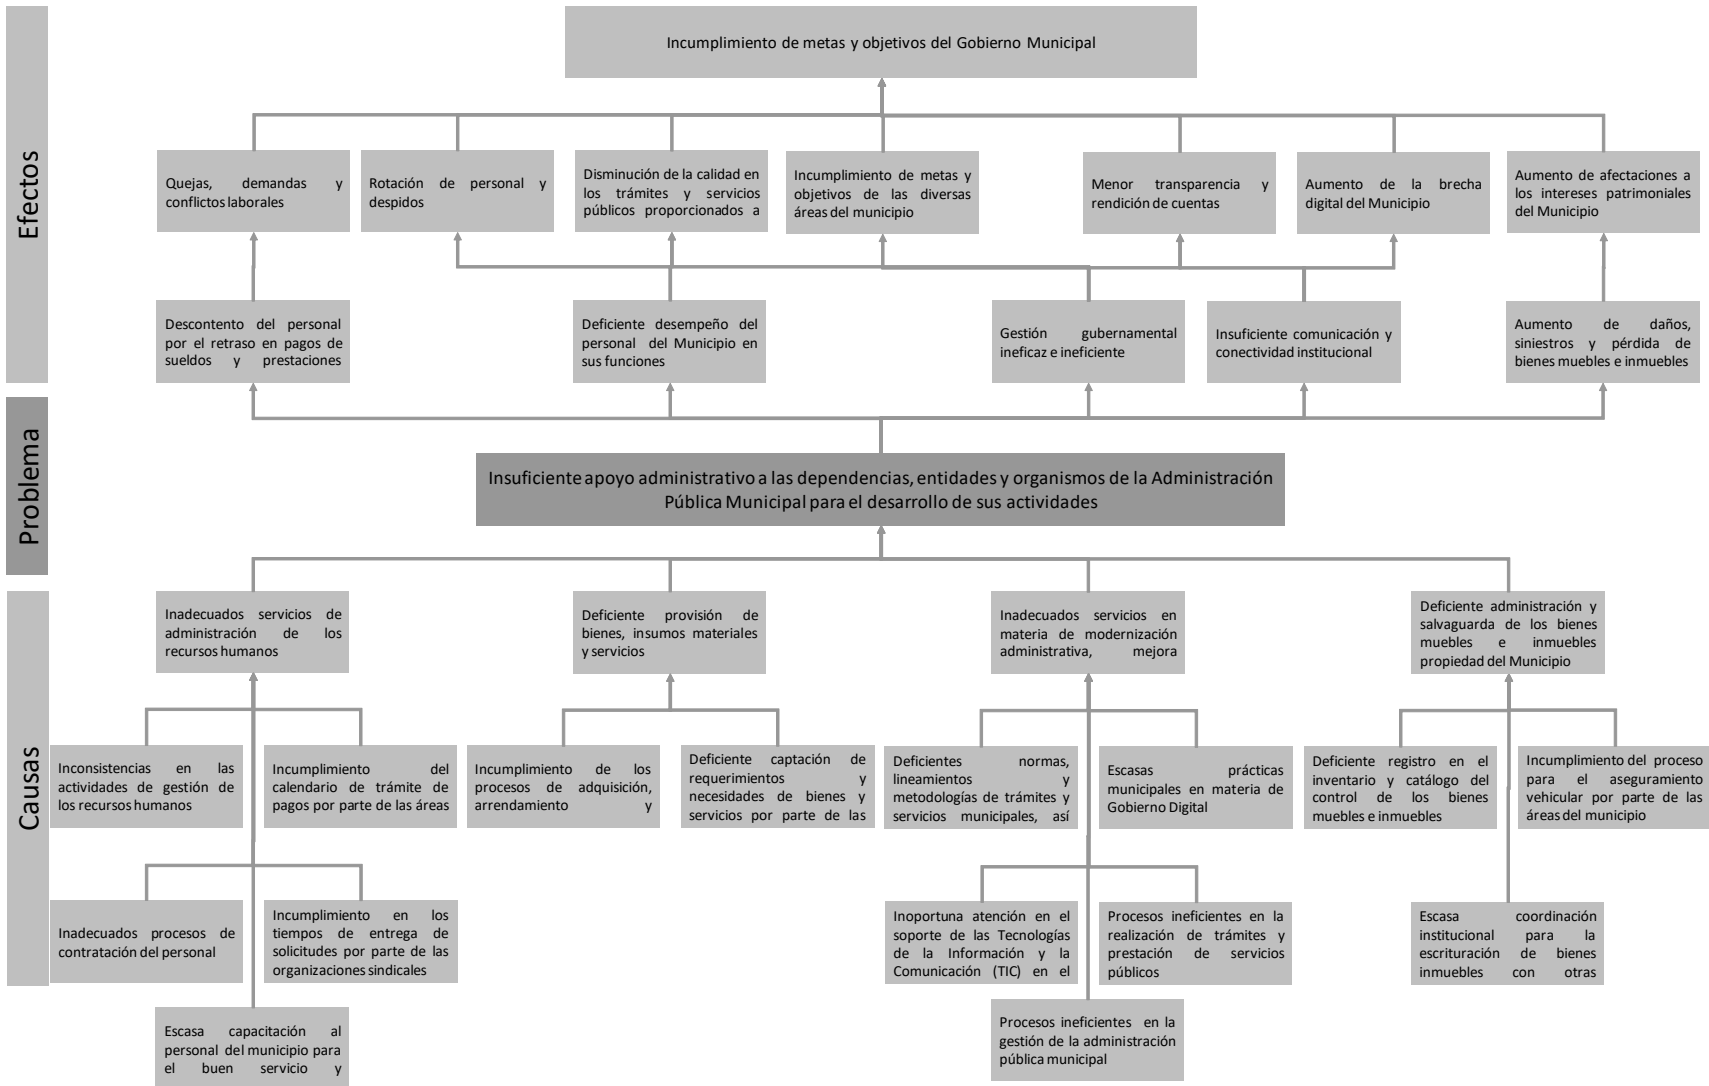 Efectos
Incumplimiento de metas y objetivos del Gobierno Municipal
Quejas, demandas y
conflictos laborales
Rotación de personal y
despidos
Disminución de la calidad en
los trámites y servicios
públicos proporcionados a
Incumplimiento de metas y
objetivos de las diversas
áreas del municipio
Menor transparencia y
rendición de cuentas
Aumento de la brecha
digital del Municipio
Aumento de afectaciones a
los intereses patrimoniales
del Municipio
Descontento del personal
por el retraso en pagos de
sueldos y prestaciones
Deficiente desempeño del
personal del Municipio en
sus funciones
Gestión gubernamental
ineficaz e ineficiente
Insuficiente comunicación y
conectividad institucional
Aumento de daños,
siniestros y pérdida de
bienes muebles e inmuebles
Problema
Insuficiente apoyo administrativo a las dependencias, entidades y organismos de la Administración
Pública Municipal para el desarrollo de sus actividades
Causas
Inadecuados servicios de
administración de los
recursos humanos
Deficiente provisión de
bienes, insumos materiales
y servicios
Inadecuados servicios en
materia de modernización
administrativa, mejora
Deficiente administración y
salvaguarda de los bienes
muebles e inmuebles
propiedad del Municipio
Inconsistencias en las
actividades de gestión de
los recursos humanos
Incumplimiento del
calendario de trámite de
pagos por parte de las áreas
Incumplimiento de los
procesos de adquisición,
arrendamiento y
Deficiente captación de
requerimientos y
necesidades de bienes y
servicios por parte de las
Deficientes normas,
lineamientos y
metodologías de trámites y
servicios municipales, así
Escasas prácticas
municipales en materia de
Gobierno Digital
Deficiente registro en el
inventario y catálogo del
control de los bienes
muebles e inmuebles
Incumplimiento del proceso
para el aseguramiento
vehicular por parte de las
áreas del municipio
Inadecuados procesos de
contratación del personal
Incumplimiento en los
tiempos de entrega de
solicitudes por parte de las
organizaciones sindicales
Inoportuna atención en el
soporte de las Tecnologías
de la Información y la
Comunicación (TIC) en el
Procesos ineficientes en la
realización de trámites y
prestación de servicios
públicos
Escasa coordinación
institucional para la
escrituración de bienes
inmuebles con otras
Escasa capacitación al
personal del municipio para
el buen servicio y
Procesos ineficientes en la
gestión de la administración
pública municipal